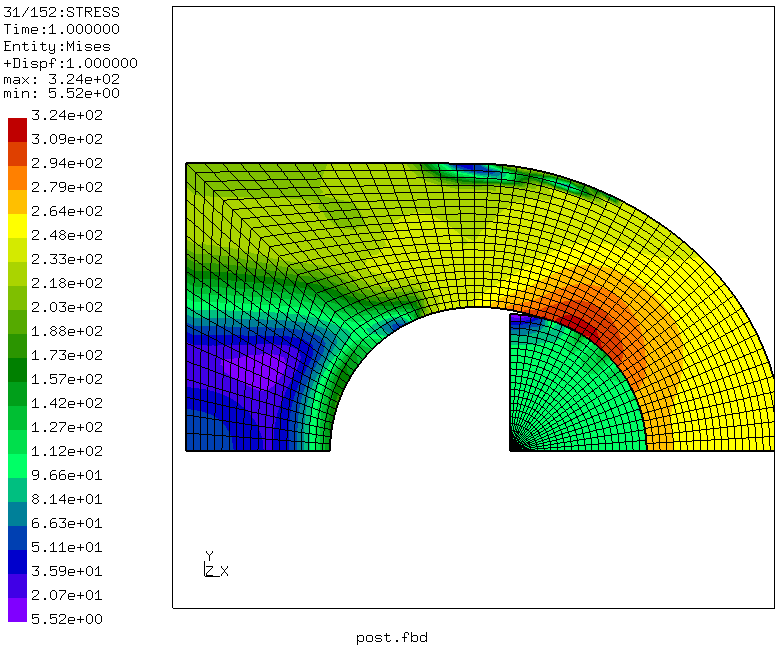 31/152:STRESS
Time:1.000000
Entity:Mises
+Dispf:1.000000
max: 3.24e+02
min: 5.52e+00
3.24e+02
3.09e+02
2.94e+02
2.79e+02
2.64e+02
2.48e+02
2.33e+02
2.18e+02
2.03e+02
1.88e+02
1.73e+02
1.57e+02
1.42e+02
1.27e+02
1.12e+02
9.66e+01
8.14e+01
6.63e+01
5.11e+01
3.59e+01
2.07e+01
5.52e+00
Y
Z X
post.fbd